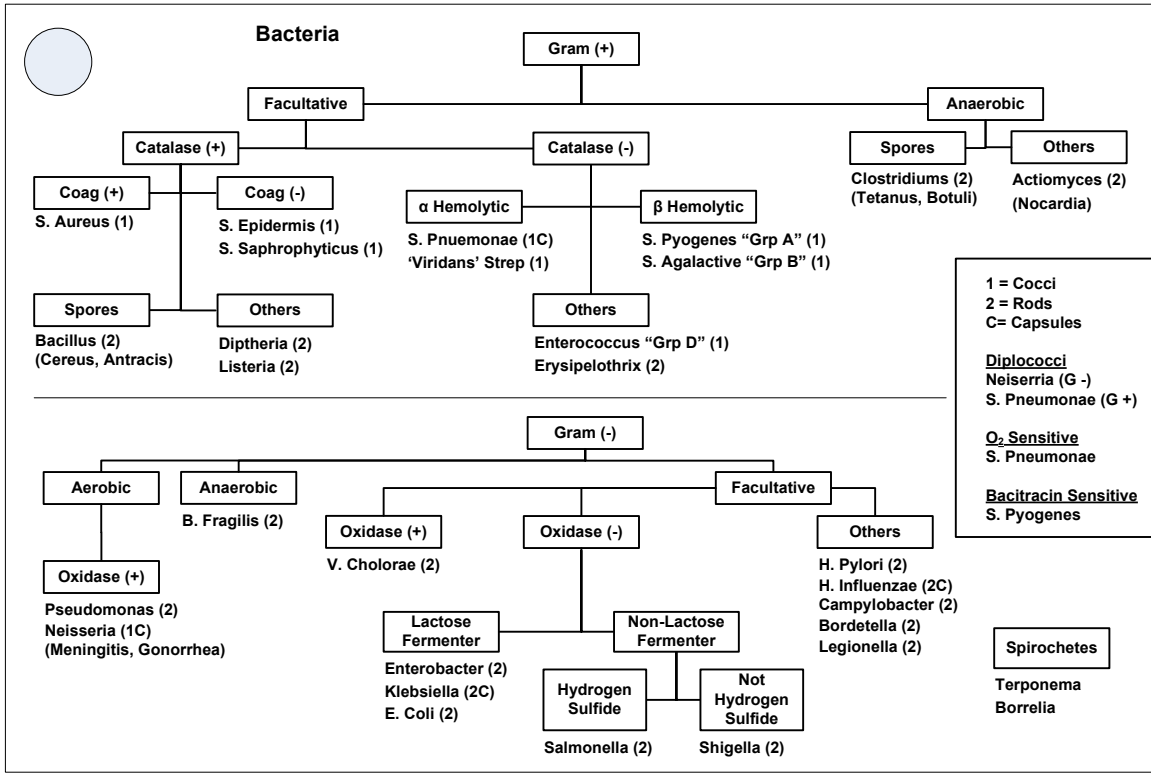 Bacteria
Gram (+)
Facultative
Anaerobic
Catalase (+)
Catalase (-)
Spores
Others
Clostridiums (2)
(Tetanus, Botuli)
Actiomyces (2)
(Nocardia)
Coag (+)
Coag (-)
S. Aureus (1)
S. Epidermis (1)
S. Saphrophyticus (1)
α Hemolytic
β Hemolytic
S. Pnuemonae (1C)
'Viridans' Strep (1)
S. Pyogenes “Grp A” (1)
S. Agalactive “Grp B” (1)
Spores
Others
Bacillus (2)
(Cereus, Antracis)
Diptheria (2)
Listeria (2)
Others
Enterococcus “Grp D” (1)
Erysipelothrix (2)
1 = Cocci
2 = Rods
C= Capsules
Diplococci
Neiserria (G -)
S. Pneumonae (G +)
O₂ Sensitive
S. Pneumonae
Bacitracin Sensitive
S. Pyogenes
Gram (-)
Aerobic
Anaerobic
Facultative
B. Fragilis (2)
Oxidase (+)
Oxidase (-)
Others
V. Cholorae (2)
Oxidase (+)
Pseudomonas (2)
Neisseria (1C)
(Meningitis, Gonorrhea)
H. Pylori (2)
H. Influenzae (2C)
Campylobacter (2)
Bordetella (2)
Legionella (2)
Lactose
Fermenter
Non-Lactose
Fermenter
Enterobacter (2)
Klebsiella (2C)
E. Coli (2)
Hydrogen
Sulfide
Not
Hydrogen
Sulfide
Salmonella (2)
Shigella (2)
Spirochetes
Terponema
Borrelia